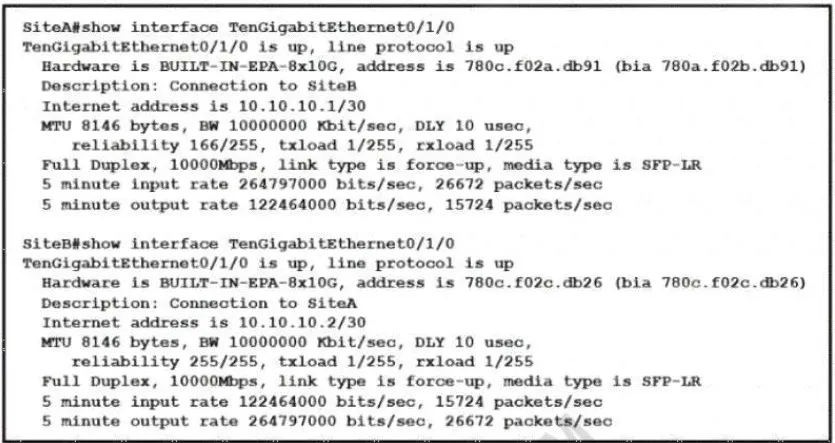 SiteA#show interface TenGigabitEthernet0/1/0
TenGigabitEthernet0/1/0 is up, line protocol is up
Hardware is BUILT-IN-EPA-8x10G, address is 780c.f02a.db91 (bia 780a.f02b.db91)
Description: Connection to SiteB
Internet address is 10.10.10.1/30
MTU 8146 bytes, BW 10000000 Kbit/sec, DLY 10 usec,
reliability 166/255, txload 1/255, rxload 1/255
Full Duplex, 10000Mbps, link type is force-up, media type is SFP-LR
5 minute input rate 264797000 bits/sec, 26672 packets/sec
5 minute output rate 122464000 bits/sec, 15724 packets/sec
SiteB#show interface TenGigabitEthernet0/1/0
TenGigabitEthernet0/1/0 is up, line protocol is up
Hardware is BUILT-IN-EPA-8x10G, address is 780c.f02c.db26 (bia 780c.f02c.db26)
Description: Connection to SiteA
Internet address is 10.10.10.2/30
MTU 8146 bytes, BW 10000000 Kbit/sec, DLY 10 usec,
reliability 255/255, txload 1/255, rxload 1/255
Full Duplex, 10000Mbps, link type is force-up, media type is SFP-LR
5 minute input rate 122464000 bits/sec, 15724 packets/sec
5 minute output rate 264797000 bits/sec, 26672 packets/sec